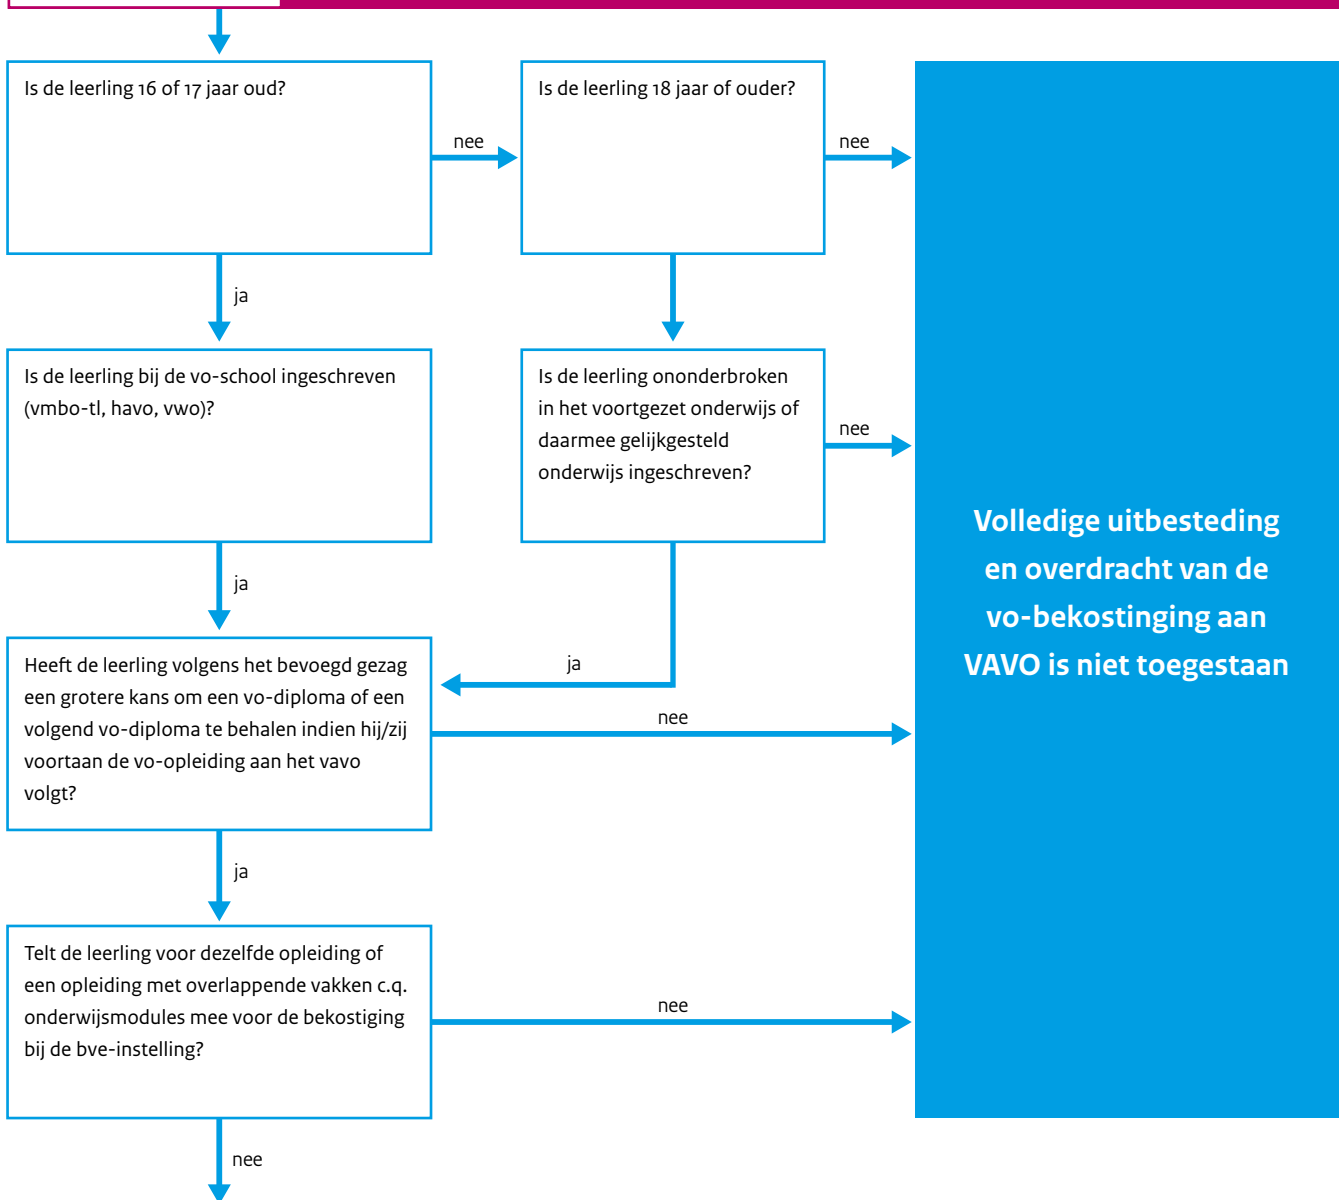 Is de leerling 16 of 17 jaar oud?
nee
Is de leerling 18 jaar of ouder?
nee
ja
Is de leerling bij de vo-school ingeschreven
(vmbo-tl, havo, vwo)?
Is de leerling ononderbroken
in het voortgezet onderwijs of
daarmee gelijkgesteld
onderwijs ingeschreven?
nee
ja
ja
Heeft de leerling volgens het bevoegd gezag
een grotere kans om een vo-diploma of een
volgend vo-diploma te behalen indien hij/zij
voortaan de vo-opleiding aan het vavo
volgt?
nee
ja
Telt de leerling voor dezelfde opleiding of
een opleiding met overlappende vakken c.q.
onderwijsmodules mee voor de bekostiging
bij de bve-instelling?
nee
nee
Volledige uitbesteding
en overdracht van de
vo-bekostinging aan
VAVO is niet toegestaan